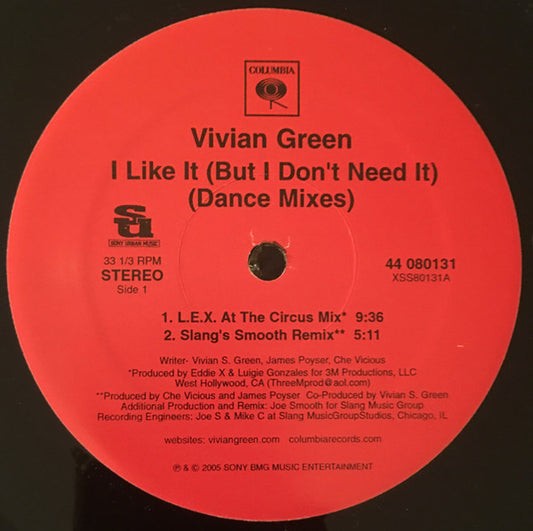 COLUMBIA
Vivian Green
I Like It (But I Don't Need It)
(Dance Mixes)
su
SONY URBAN MUSIC
33 1/3 RPM
STEREO
Side 1
44 080131
XSS80131A
1. L.E.X. At The Circus Mix* 9:36
2. Slang's Smooth Remix** 5:11
Writer- Vivian S. Green, James Poyser, Che Vicious
*Produced by Eddie X & Luigie Gonzales for 3M Productions, LLC
West Hollywood, CA (ThreeMprod@aol.com)
**Produced by Che Vicious and James Poyser Co-Produced by Vivian S. Green
Additional Production and Remix: Joe Smooth for Slang Music Group
Recording Engineers: Joe S & Mike C at Slang MusicGroupStudios, Chicago, IL
websites: viviangreen.com columbiarecords.com
℗ & © 2005 SONY BMG MUSIC ENTERTAINMENT